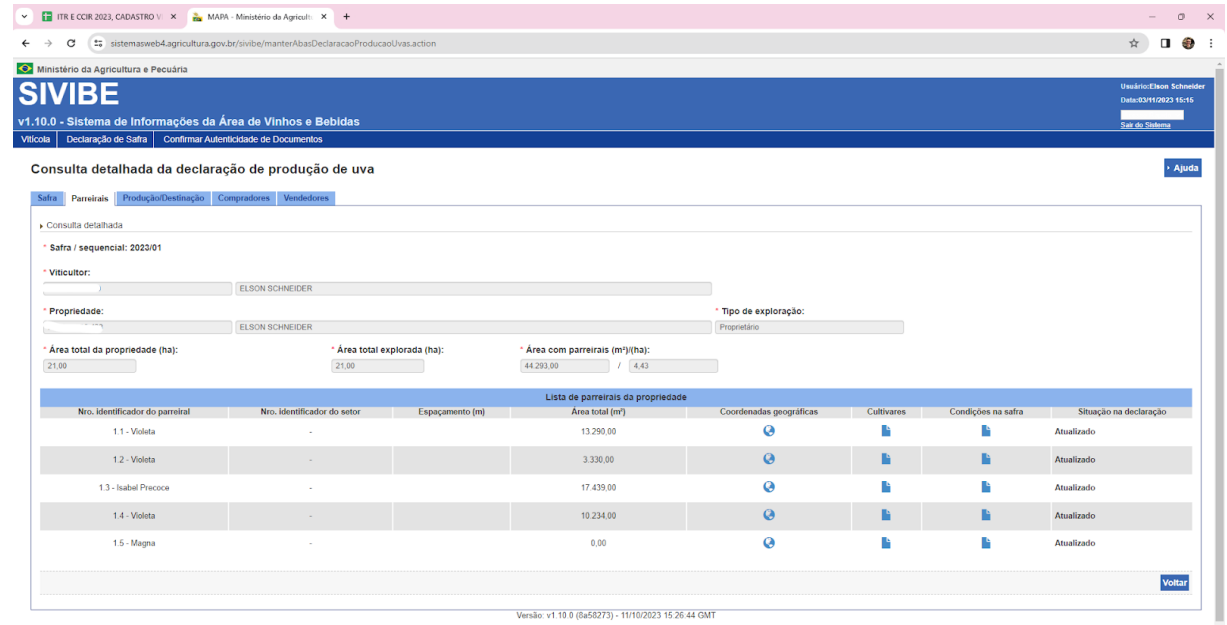 ITR E CCIR 2023, CADASTRO V
MAPA - Ministério da Agricultu
sistemasweb4.agricultura.gov.br/sivibe/manterAbasDeclaracaoProducaoUvas.action
Ministério da Agricultura e Pecuária
SIVIBE
v1.10.0 - Sistema de Informações da Área de Vinhos e Bebidas
Usuário:Elson Schneider
Data:03/11/2023 15:15
Sair do Sistema
Vitícola Declaração de Safra Confirmar Autenticidade de Documentos
Consulta detalhada da declaração de produção de uva
Ajuda
Safra Parreirais Produção/Destinação Compradores Vendedores
Consulta detalhada
* Safra / sequencial: 2023/01
* Viticultor:
ELSON SCHNEIDER
* Propriedade: * Tipo de exploração:
ELSON SCHNEIDER Proprietário
* Área total da propriedade (ha): * Área total explorada (ha): * Área com parreirais (m²)/(ha):
21,00 21,00 44.293,00 / 4,43
Lista de parreirais da propriedade
Nro. identificador do parreiral Nro. identificador do setor Espaçamento (m) Área total (m²) Coordenadas geográficas Cultivares Condições na safra Situação na declaração
1.1 - Violeta - 13.290,00 Atualizado
1.2 - Violeta - 3.330,00 Atualizado
1.3 - Isabel Precoce - 17.439,00 Atualizado
1.4 - Violeta - 10.234,00 Atualizado
1.5 - Magna - 0,00 Atualizado
Voltar
Versão: v1.10.0 (8a58273) - 11/10/2023 15:26:44 GMT